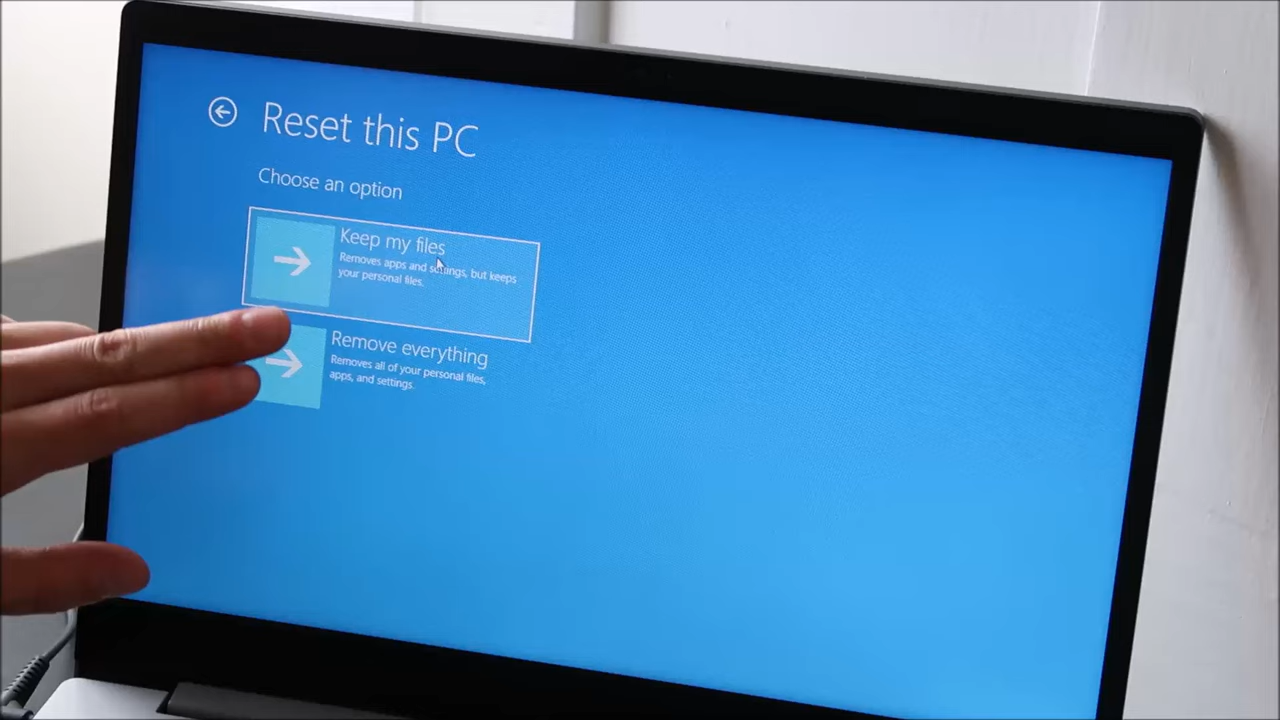 Reset this PC
Choose an option
Keep my files
Removes apps and settings, but keeps
your personal files.
Remove everything
Removes all of your personal files,
apps, and settings.